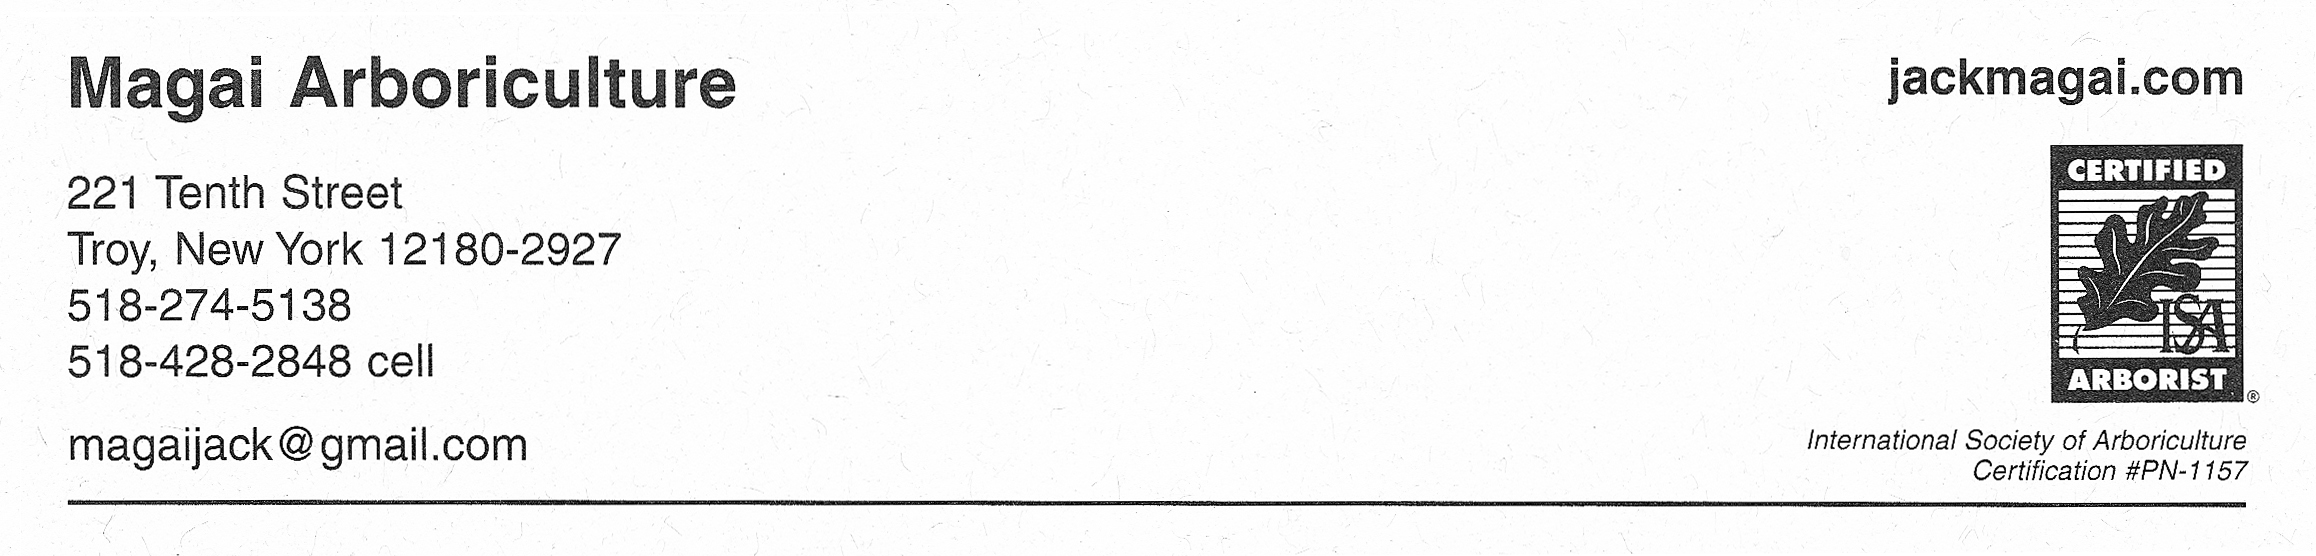 Magai Arboriculture
jackmagai.com
221 Tenth Street
Troy, New York 12180-2927
518-274-5138
518-428-2848 cell
magaijack@gmail.com
CERTIFIED
ISA
ARBORIST
®
International Society of Arboriculture
Certification #PN-1157